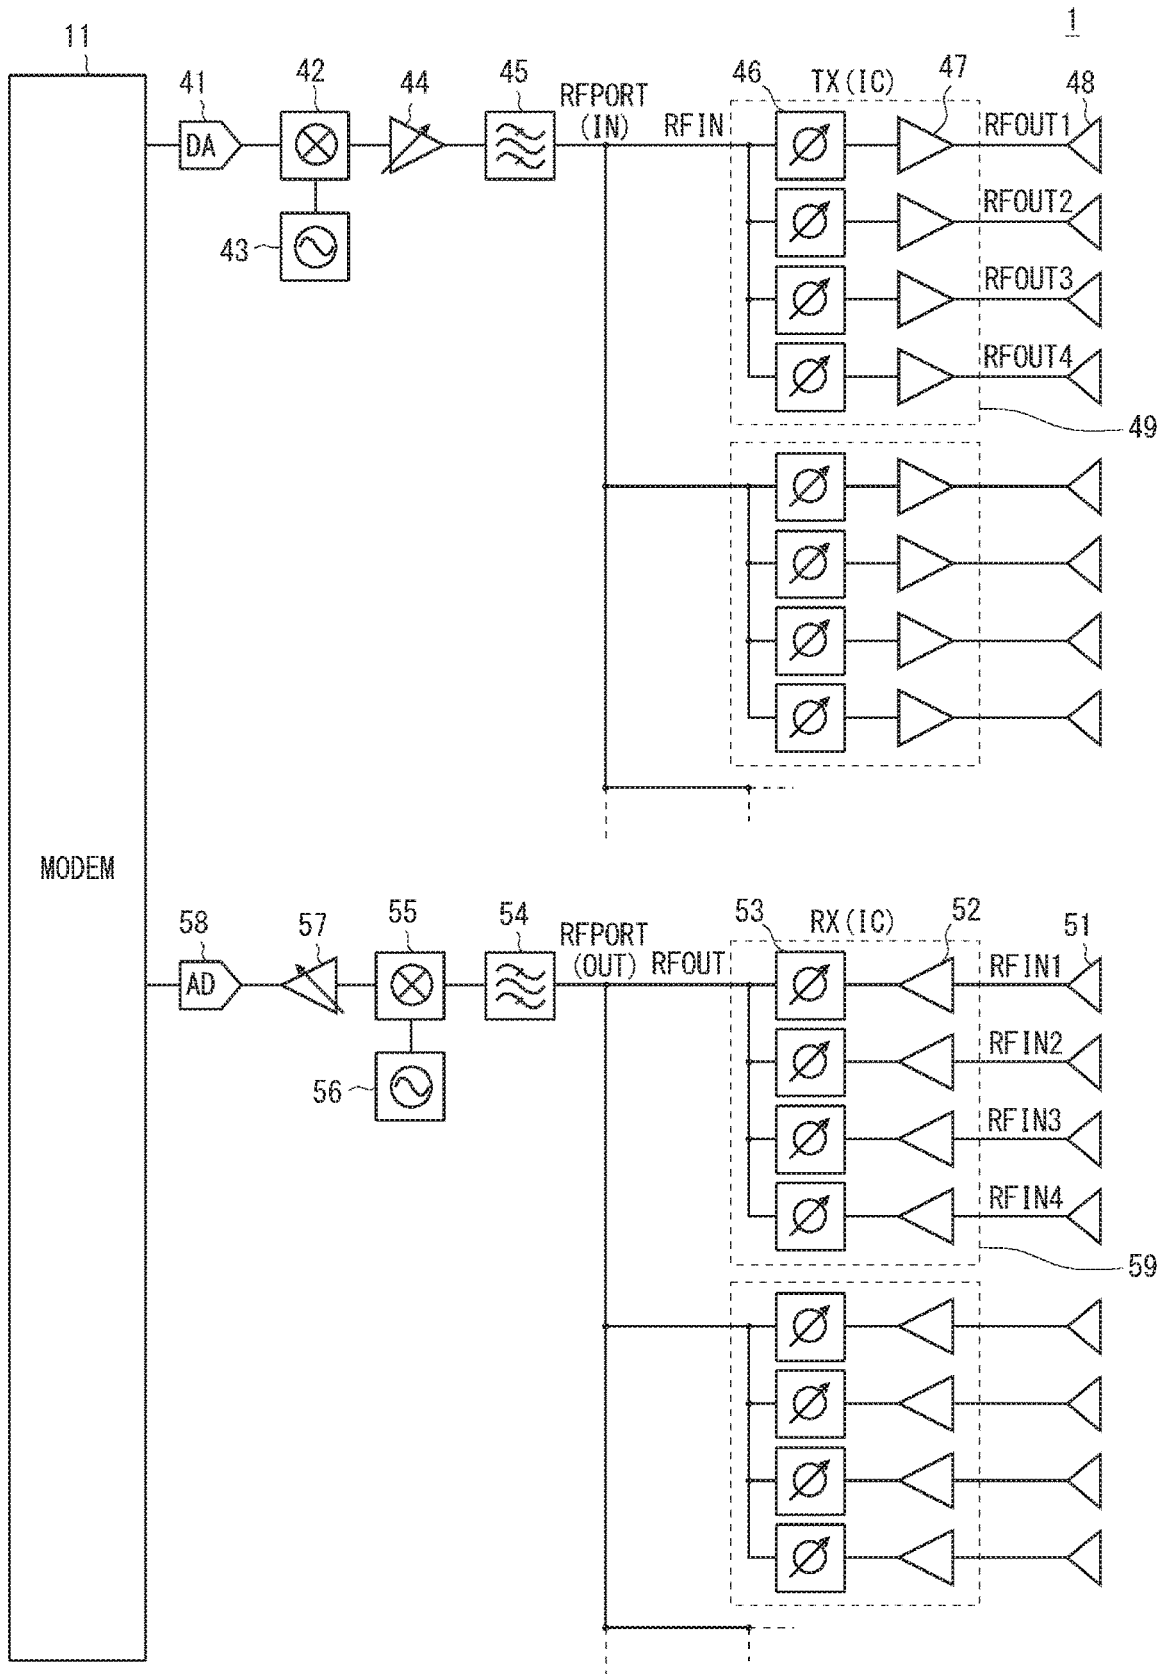 1
11
41
42
44
45
RFPORT
(IN)
RFIN
46
TX(IC)
47
RFOUT1
48
DA
43
RFOUT2
RFOUT3
RFOUT4
49
MODEM
58
57
55
54
RFPORT
(OUT)
RFOUT
53
RX(IC)
52
RFIN1
51
AD
56
RFIN2
RFIN3
RFIN4
59